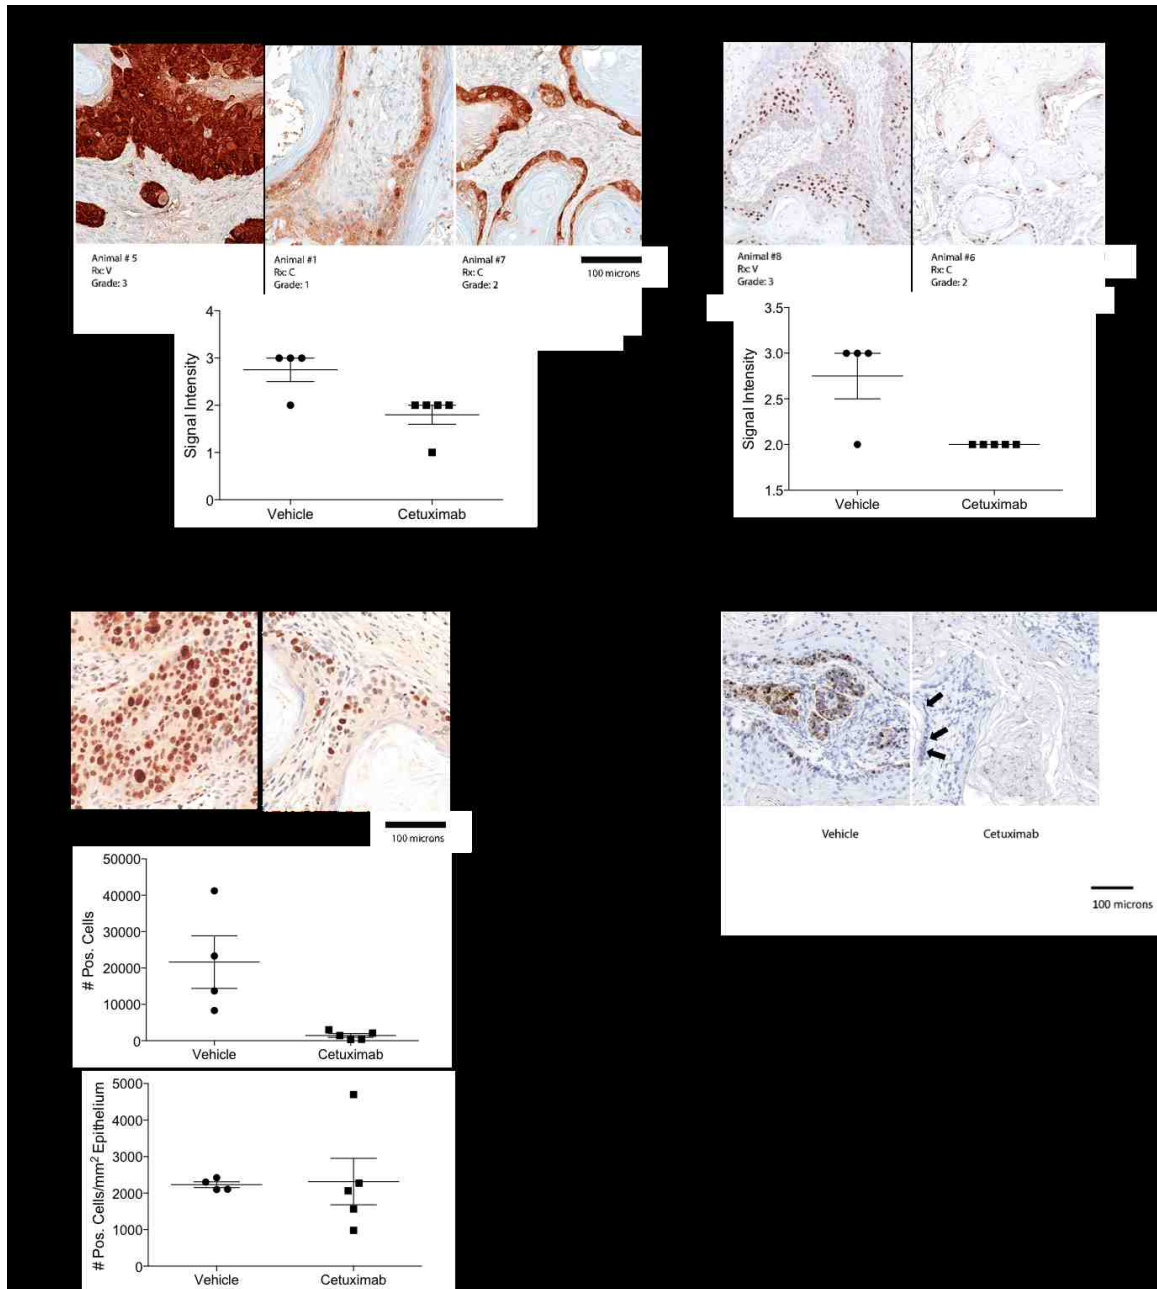 Animal # 5
Rx: V
Grade: 3
Animal #1
Rx: C
Grade: 1
Animal #7
Rx: C
Grade: 2
100 microns
4
3
2
1
0
Signal Intensity
Vehicle
Cetuximab
Animal #8
Rx: V
Grade: 3
Animal #6
Rx: C
Grade: 2
3.5
3.0
2.5
2.0
1.5
Signal Intensity
Vehicle
Cetuximab
100 microns
50000
40000
30000
20000
10000
0
# Pos. Cells
Vehicle
Cetuximab
5000
4000
3000
2000
1000
0
# Pos. Cells/mm² Epithelium
Vehicle
Cetuximab
Vehicle
Cetuximab
100 microns